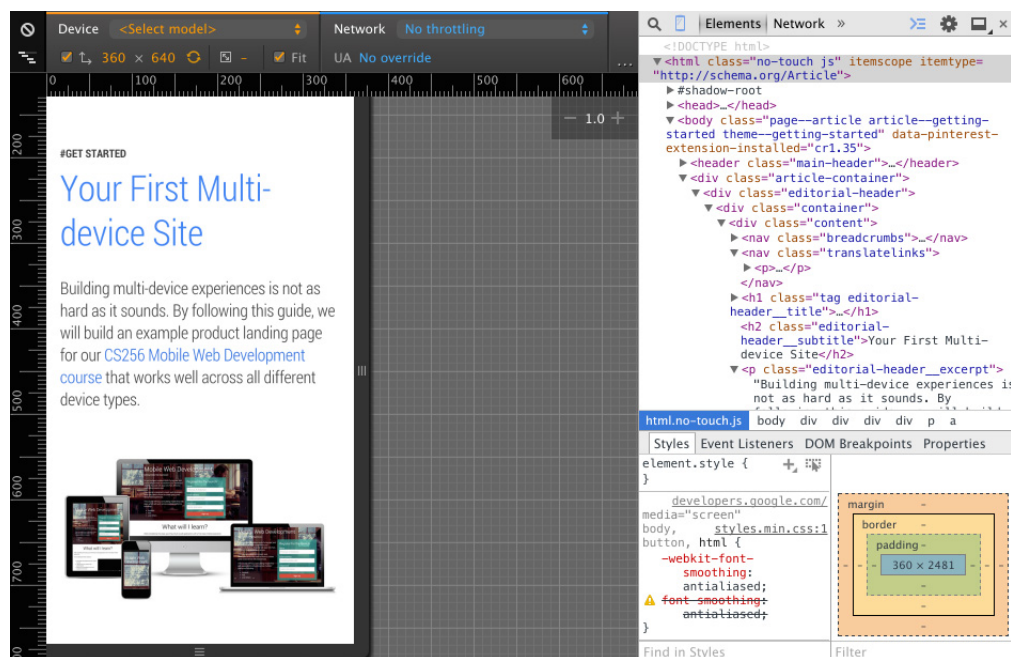 Device <Select model>
Network No throttling
360 × 640
– Fit
UA No override
...
0 100 200 300 400 500 600
200
300
400
500
600
700
– 1.0 +
#GET STARTED
Your First Multi-
device Site
Building multi-device experiences is not as
hard as it sounds. By following this guide, we
will build an example product landing page
for our CS256 Mobile Web Development
course that works well across all different
device types.
Mobile Web Development
What will I learn?
What will I learn?
Elements Network »
<!DOCTYPE html>
▼<html class="no-touch js" itemscope itemtype=
"http://schema.org/Article">
▶#shadow-root
▶<head>…</head>
▼<body class="page--article article--getting-
started theme--getting-started" data-pinterest-
extension-installed="cr1.35">
▶<header class="main-header">…</header>
▼<div class="article-container">
▼<div class="editorial-header">
▼<div class="container">
▼<div class="content">
▶<nav class="breadcrumbs">…</nav>
▼<nav class="translatelinks">
▶<p>…</p>
</nav>
▶<h1 class="tag editorial-
header__title">…</h1>
<h2 class="editorial-
header__subtitle">Your First Multi-
device Site</h2>
▼<p class="editorial-header__excerpt">
"Building multi-device experiences is
not as hard as it sounds. By
html.no-touch.js body div div div div p a
Styles Event Listeners DOM Breakpoints Properties
element.style {
}
developers.google.com/
media="screen"
body, styles.min.css:1
button, html {
-webkit-font-
smoothing:
antialiased;
font-smoothing:
antialiased;
}
Find in Styles
margin –
border –
padding –
– – – 360 × 2481 – – –
–
–
–
Filter